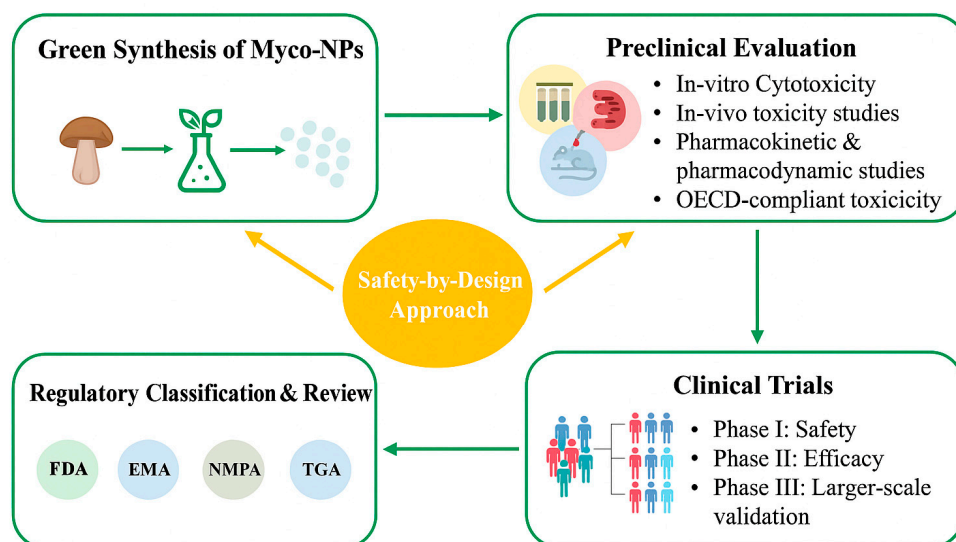 Green Synthesis of Myco-NPs
Preclinical Evaluation
• In-vitro Cytotoxicity
• In-vivo toxicity studies
• Pharmacokinetic &
pharmacodynamic studies
• OECD-compliant toxicicity
Safety-by-Design
Approach
Regulatory Classification & Review
FDA
EMA
NMPA
TGA
Clinical Trials
• Phase I: Safety
• Phase II: Efficacy
• Phase III: Larger-scale
validation